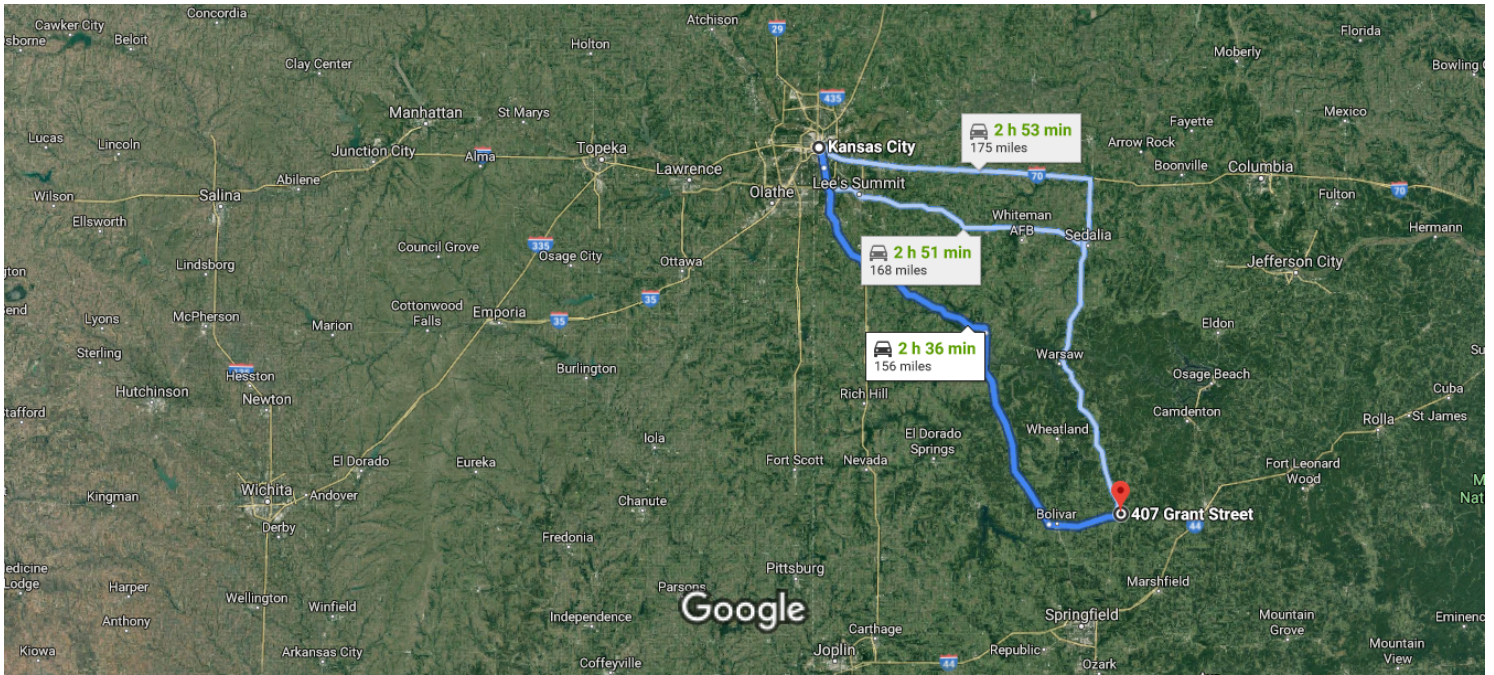 Concordia
Cawker City
Beloit
Clay Center
Holton
Atchison
29
Moberly
Florida
Bowling
435
Manhattan
St Marys
Kansas City
2 h 53 min
175 miles
Fayette
Arrow Rock
Mexico
Lucas
Lincoln
Junction City
Alma
Topeka
Lawrence
Boonville
Columbia
70
Abilene
Wilson
Salina
Olathe
Lee's Summit
Fulton
70
Ellsworth
Whiteman
AFB
Sedalia
Hermann
Council Grove
335
Osage City
Ottawa
2 h 51 min
168 miles
Jefferson City
Lindsborg
35
Lyons
McPherson
Marion
Cottonwood
Falls
Emporia
35
Eldon
Sterling
2 h 36 min
156 miles
Warsaw
Hesston
Burlington
Osage Beach
Hutchinson
Newton
Rich Hill
Cuba
Camdenton
Rolla
St James
Iola
El Dorado
Springs
Wheatland
El Dorado
Eureka
Fort Scott
Nevada
Fort Leonard
Wood
Wichita
Andover
Kingman
Chanute
Derby
Bolivar
407 Grant Street
44
Fredonia
Pittsburg
Harper
Parsons
Marshfield
Wellington
Winfield
Google
Independence
Springfield
Mountain
Grove
Anthony
Carthage
Kiowa
Arkansas City
Coffeyville
Joplin
44
Republic
Ozark
Mountain
View